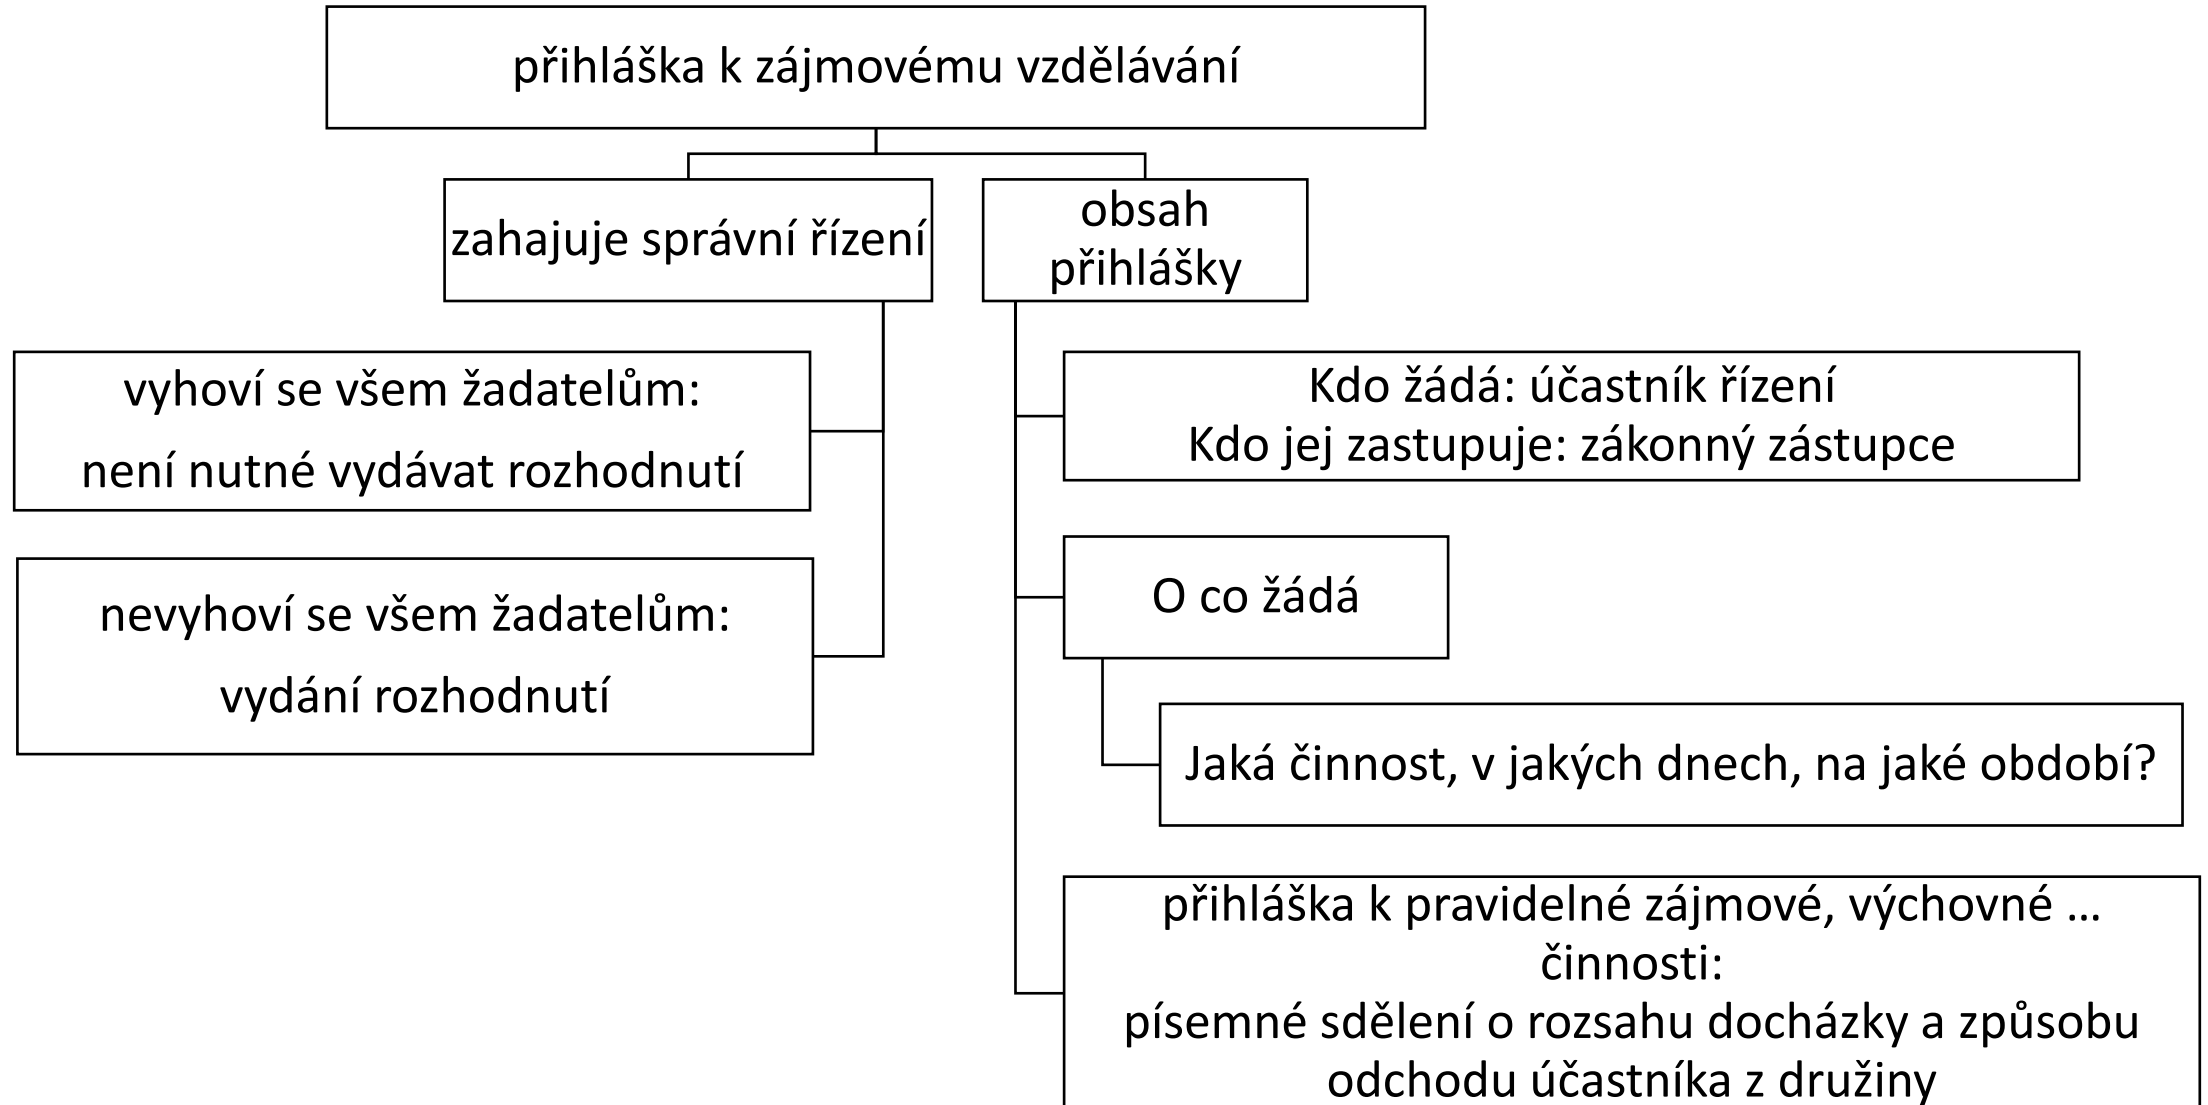 přihláška k zájmovému vzdělávání
zahajuje správní řízení
vyhoví se všem žadatelům:
není nutné vydávat rozhodnutí
nevyhoví se všem žadatelům:
vydání rozhodnutí
obsah
přihlášky
Kdo žádá: účastník řízení
Kdo jej zastupuje: zákonný zástupce
O co žádá
Jaká činnost, v jakých dnech, na jaké období?
přihláška k pravidelné zájmové, výchovné …
činnosti:
písemné sdělení o rozsahu docházky a způsobu
odchodu účastníka z družiny